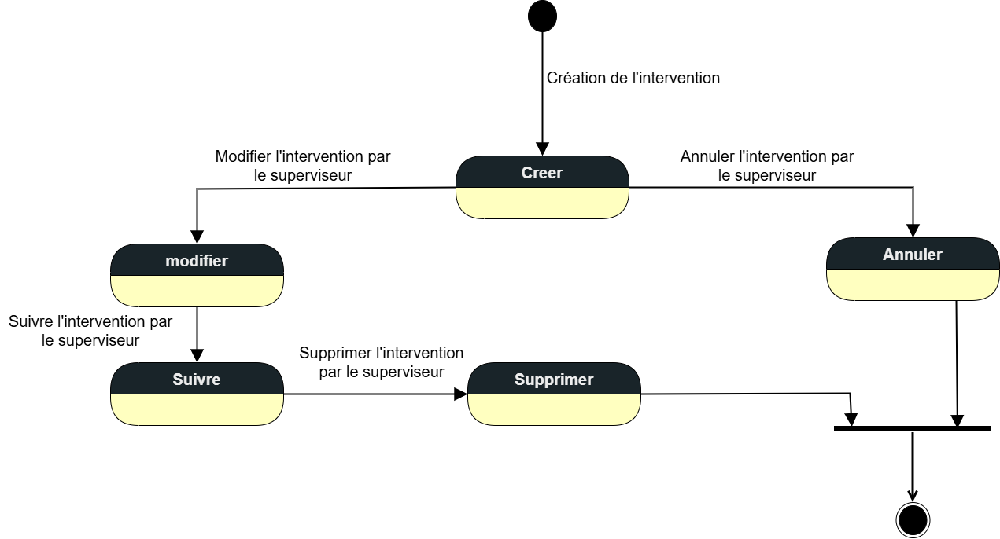 Création de l'intervention
Modifier l'intervention par
le superviseur
Annuler l'intervention par
le superviseur
Creer
modifier
Annuler
Suivre l'intervention par
le superviseur
Supprimer l'intervention
par le superviseur
Suivre
Supprimer